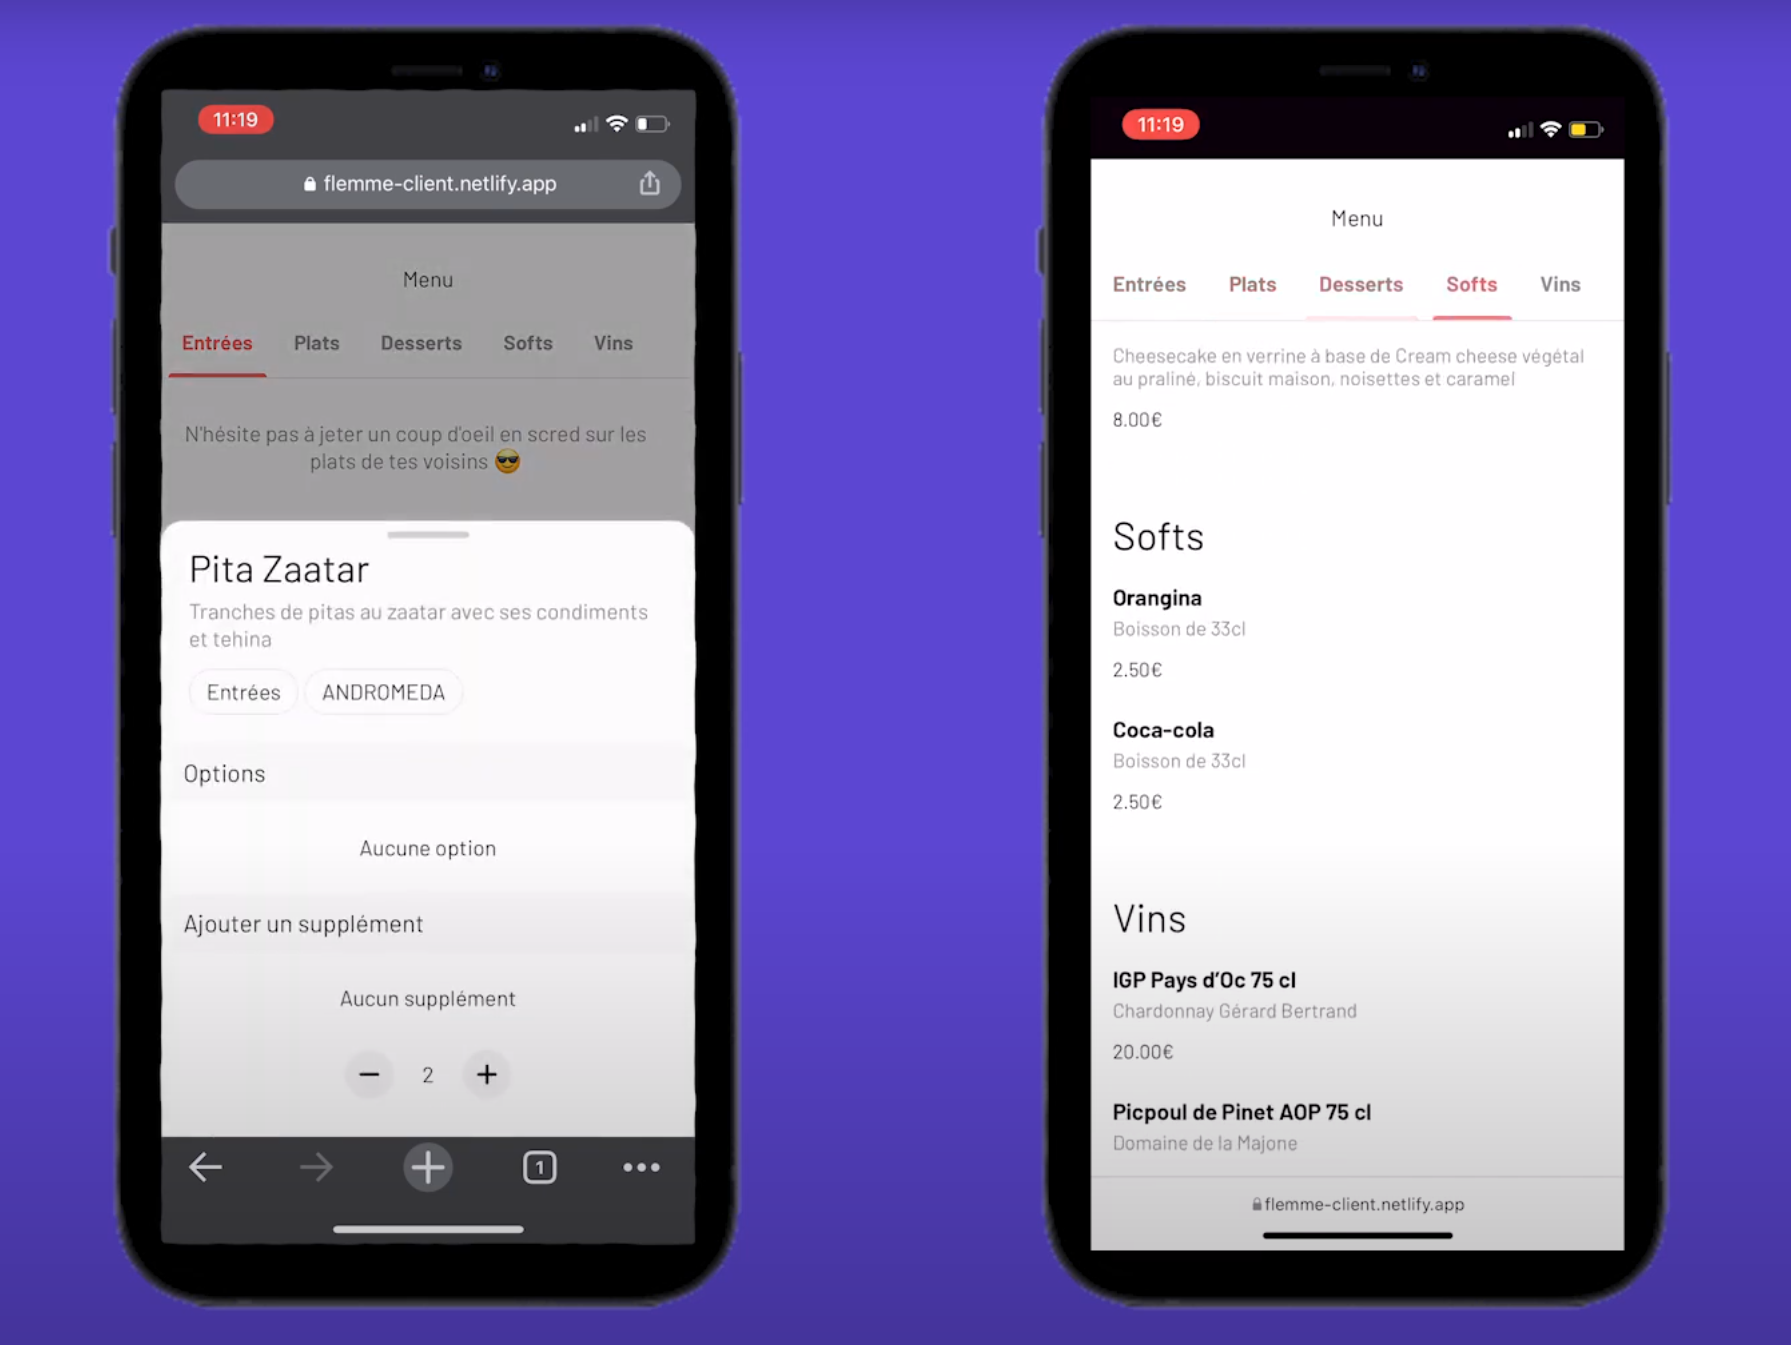 11:19
flemme-client.netlify.app
Menu
Entrées Plats Desserts Softs Vins
N'hésite pas à jeter un coup d'oeil en scred sur les
plats de tes voisins 😎
Pita Zaatar
Tranches de pitas au zaatar avec ses condiments
et tehina
Entrées ANDROMEDA
Options
Aucune option
Ajouter un supplément
Aucun supplément
− 2 +
1
11:19
Menu
Entrées Plats Desserts Softs Vins
Cheesecake en verrine à base de Cream cheese végétal
au praliné, biscuit maison, noisettes et caramel
8.00€
Softs
Orangina
Boisson de 33cl
2.50€
Coca-cola
Boisson de 33cl
2.50€
Vins
IGP Pays d'Oc 75 cl
Chardonnay Gérard Bertrand
20.00€
Picpoul de Pinet AOP 75 cl
Domaine de la Majone
flemme-client.netlify.app